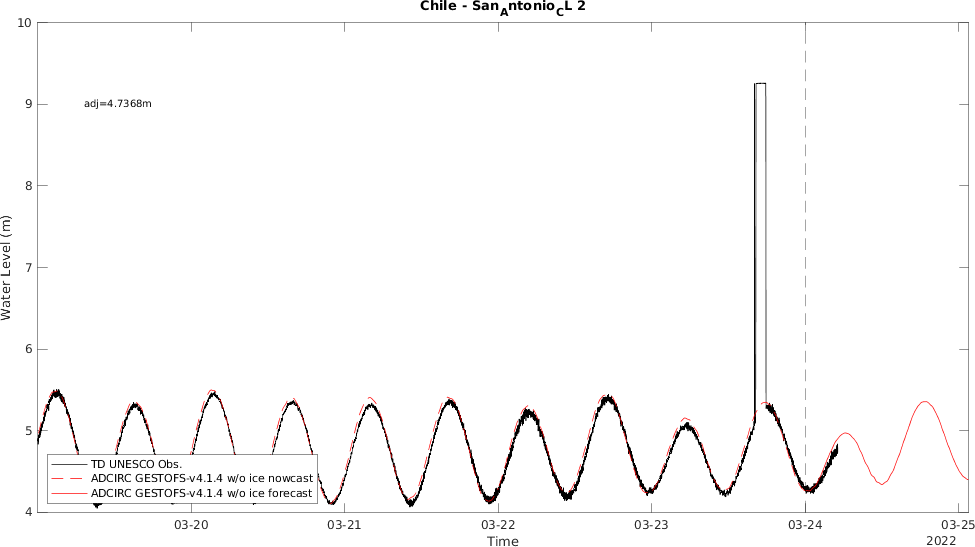 Chile - San_Antonio_CL 2
10
adj=4.7368m
9
8
7
6
5
4
Water Level (m)
TD UNESCO Obs.
ADCIRC GESTOFS-v4.1.4 w/o ice nowcast
ADCIRC GESTOFS-v4.1.4 w/o ice forecast
03-20
03-21
03-22
03-23
03-24
03-25
Time
2022